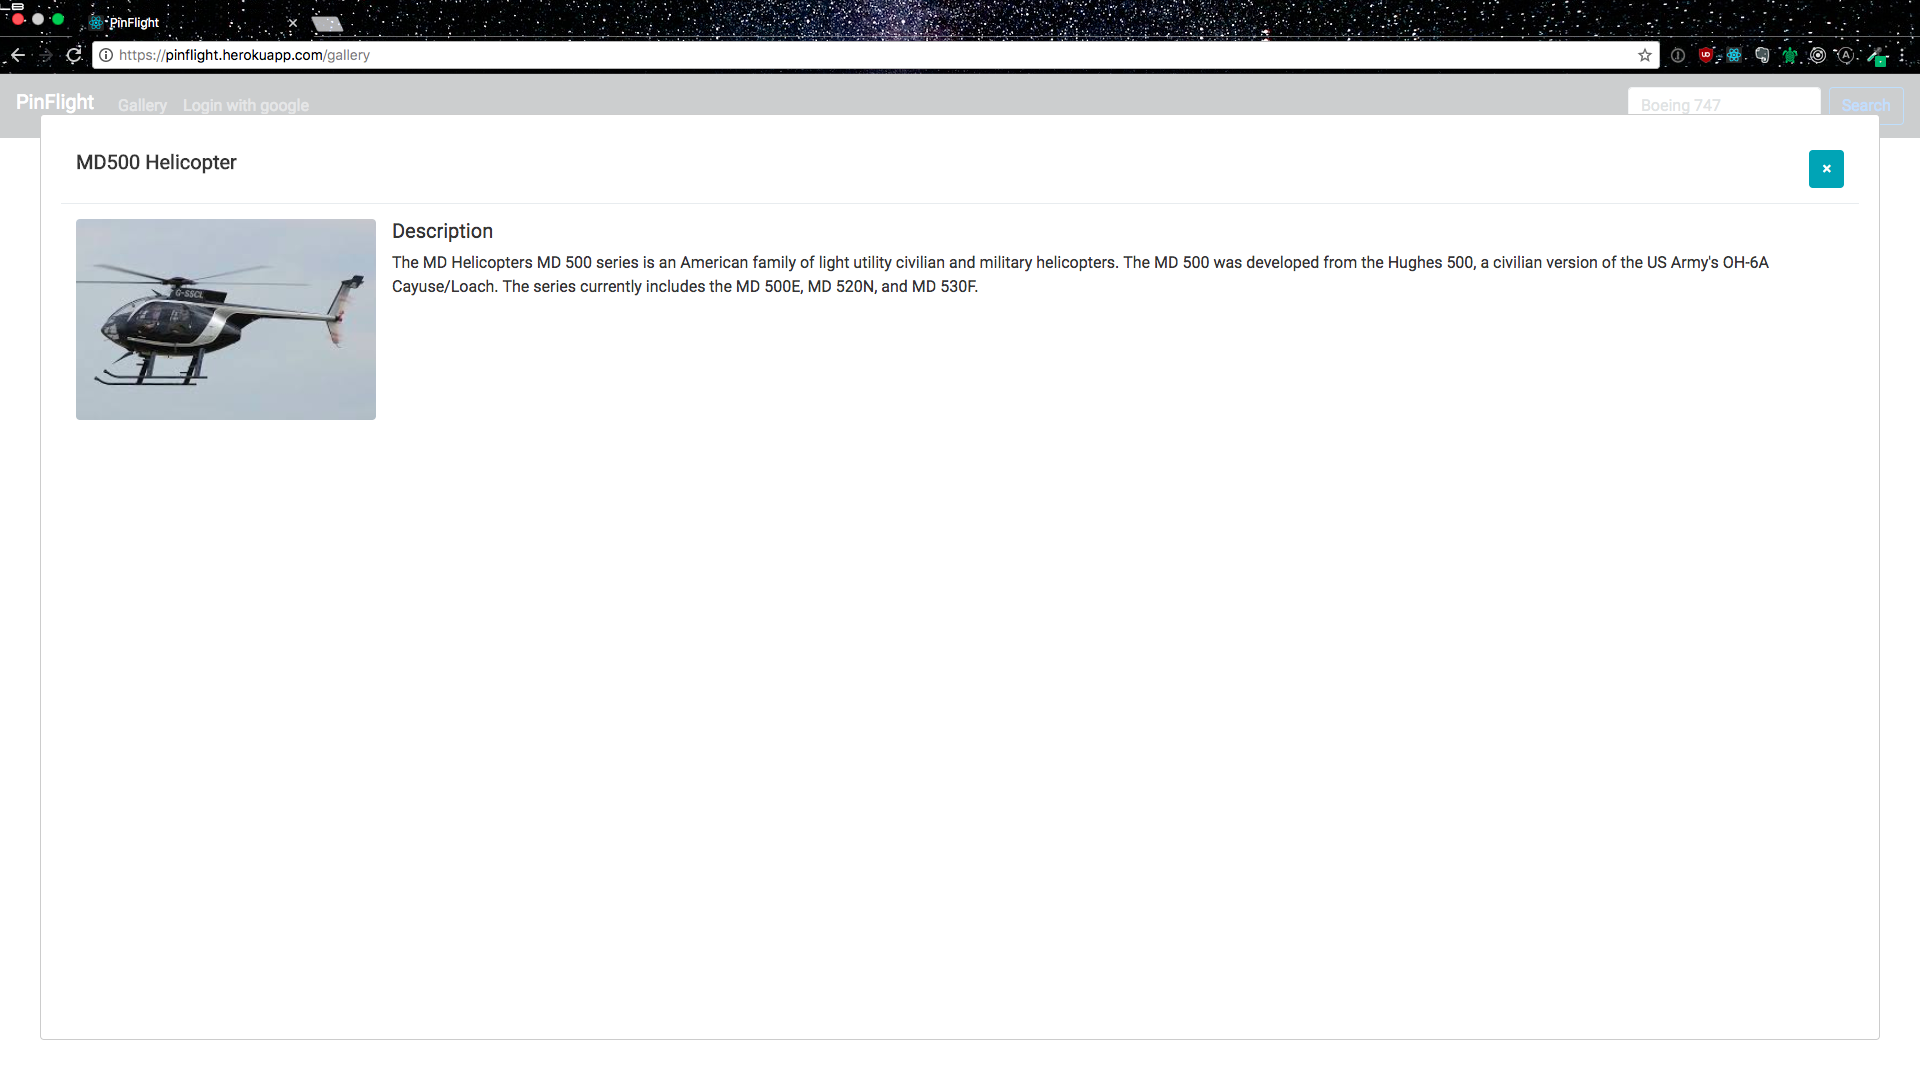 PinFlight
https://pinflight.herokuapp.com/gallery
PinFlight Gallery Login with google Boeing 747 Search
MD500 Helicopter
×
G-SSCL
Description
The MD Helicopters MD 500 series is an American family of light utility civilian and military helicopters. The MD 500 was developed from the Hughes 500, a civilian version of the US Army's OH-6A
Cayuse/Loach. The series currently includes the MD 500E, MD 520N, and MD 530F.